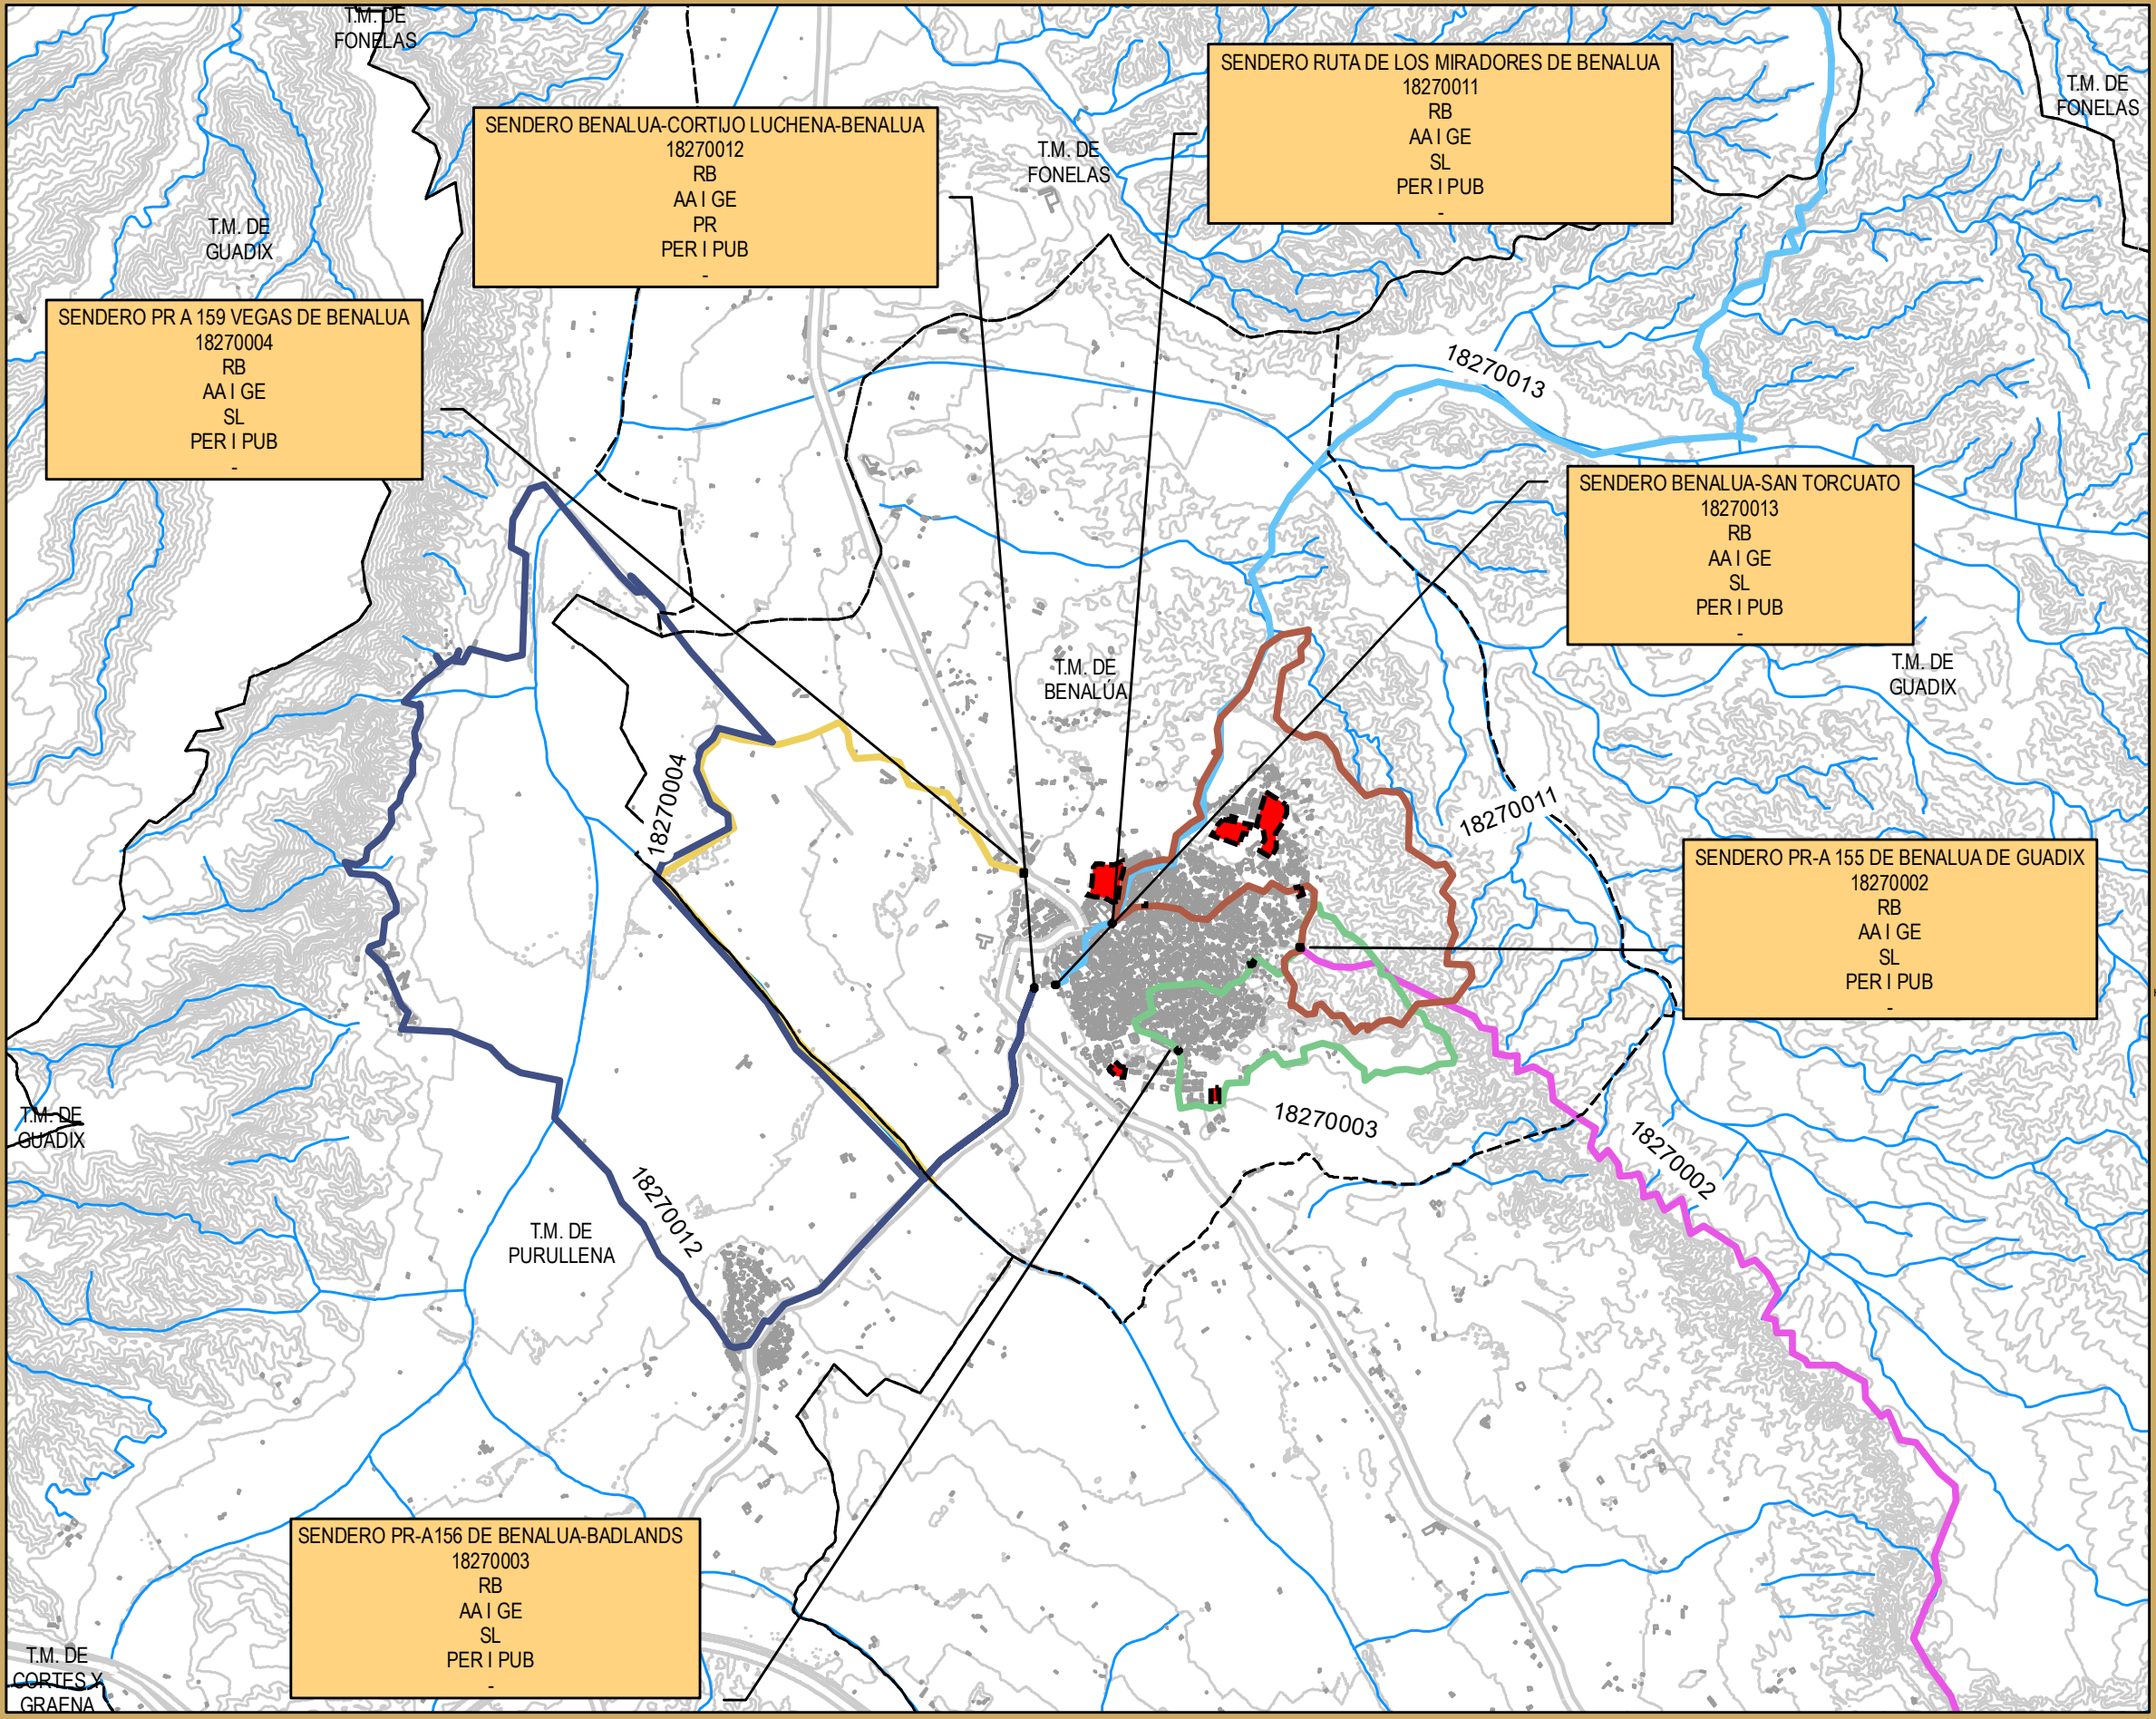 T.M. DE
FONELAS
SENDERO RUTA DE LOS MIRADORES DE BENALUA
18270011
RB
AA I GE
SL
PER I PUB
-
T.M. DE
FONELAS
SENDERO BENALUA-CORTIJO LUCHENA-BENALUA
18270012
RB
AA I GE
PR
PER I PUB
-
T.M. DE
FONELAS
T.M. DE
GUADIX
SENDERO PR A 159 VEGAS DE BENALUA
18270004
RB
AA I GE
SL
PER I PUB
-
18270013
SENDERO BENALUA-SAN TORCUATO
18270013
RB
AA I GE
SL
PER I PUB
-
T.M. DE
BENALÚA
T.M. DE
GUADIX
18270004
18270011
SENDERO PR-A 155 DE BENALUA DE GUADIX
18270002
RB
AA I GE
SL
PER I PUB
-
T.M. DE
GUADIX
18270003
18270002
18270012
T.M. DE
PURULLENA
SENDERO PR-A156 DE BENALUA-BADLANDS
18270003
RB
AA I GE
SL
PER I PUB
-
T.M. DE
CORTES Y
GRAENA